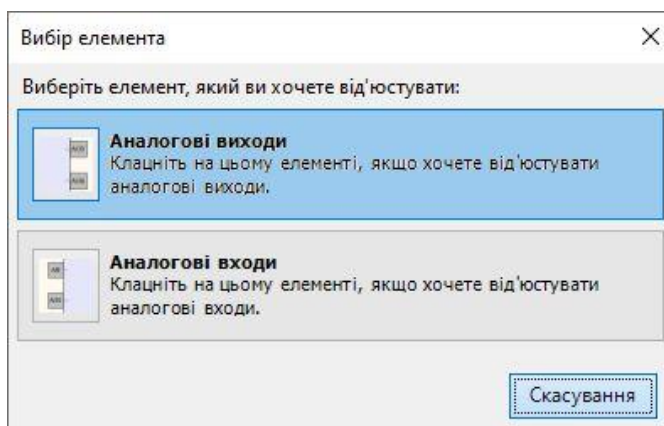 Вибір елемента
Виберіть елемент, який ви хочете від'юстувати:
Аналогові виходи
Клацніть на цьому елементі, якщо хочете від'юстувати
аналогові виходи.
Аналогові входи
Клацніть на цьому елементі, якщо хочете від'юстувати
аналогові входи.
Скасування